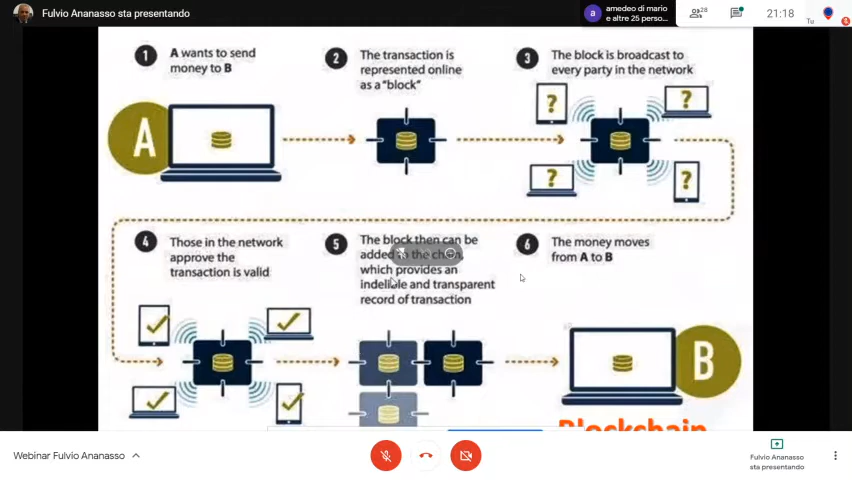 Fulvio Ananasso sta presentando
a
amedeo di mario
e altre 25 perso...
28
21:18
Tu
1
A wants to send
money to B
2
The transaction is
represented online
as a "block"
3
The block is broadcast to
every party in the network
A
?
?
?
?
4
Those in the network
approve the
transaction is valid
5
The block then can be
added to the chain,
which provides an
indelible and transparent
record of transaction
6
The money moves
from A to B
B
Blockchain
Webinar Fulvio Ananasso
Fulvio Ananasso
sta presentando